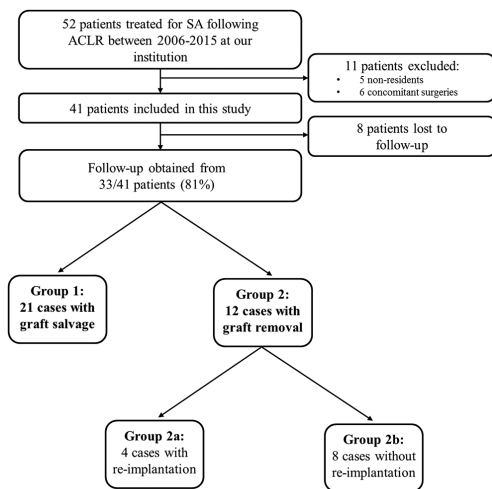 52 patients treated for SA following
ACLR between 2006-2015 at our
institution
11 patients excluded:
• 5 non-residents
• 6 concomitant surgeries
41 patients included in this study
8 patients lost to
follow-up
Follow-up obtained from
33/41 patients (81%)
Group 1:
21 cases with
graft salvage
Group 2:
12 cases with
graft removal
Group 2a:
4 cases with
re-implantation
Group 2b:
8 cases without
re-implantation